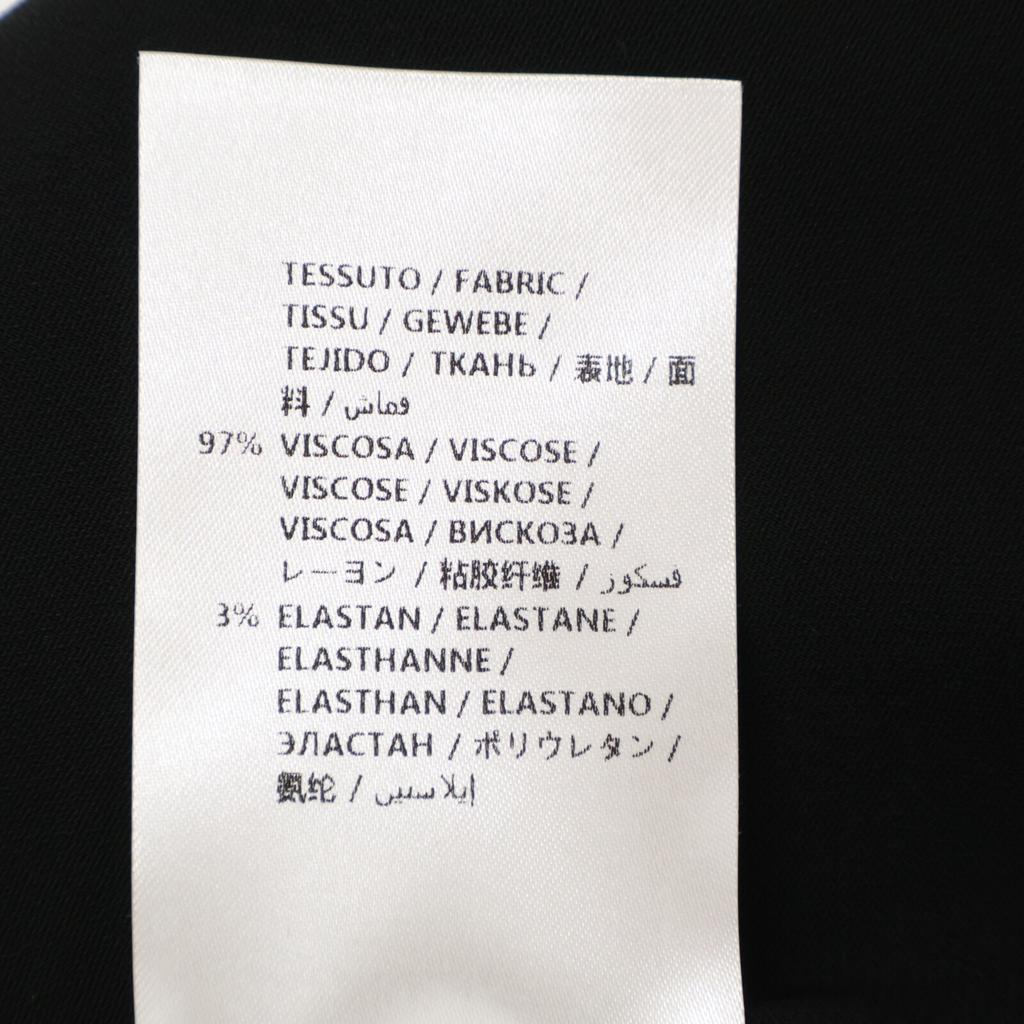 TESSUTO / FABRIC /
TISSU / GEWEBE /
TEJIDO / ТКАНЬ / 表地 / 面
料 / قماش
97% VISCOSA / VISCOSE /
VISCOSE / VISKOSE /
VISCOSA / ВИСКОЗА /
レーヨン / 粘胶纤维 / فسكوز
3% ELASTAN / ELASTANE /
ELASTHANNE /
ELASTHAN / ELASTANO /
ЭЛАСТАН / ポリウレタン /
氨纶 / إيلاستين